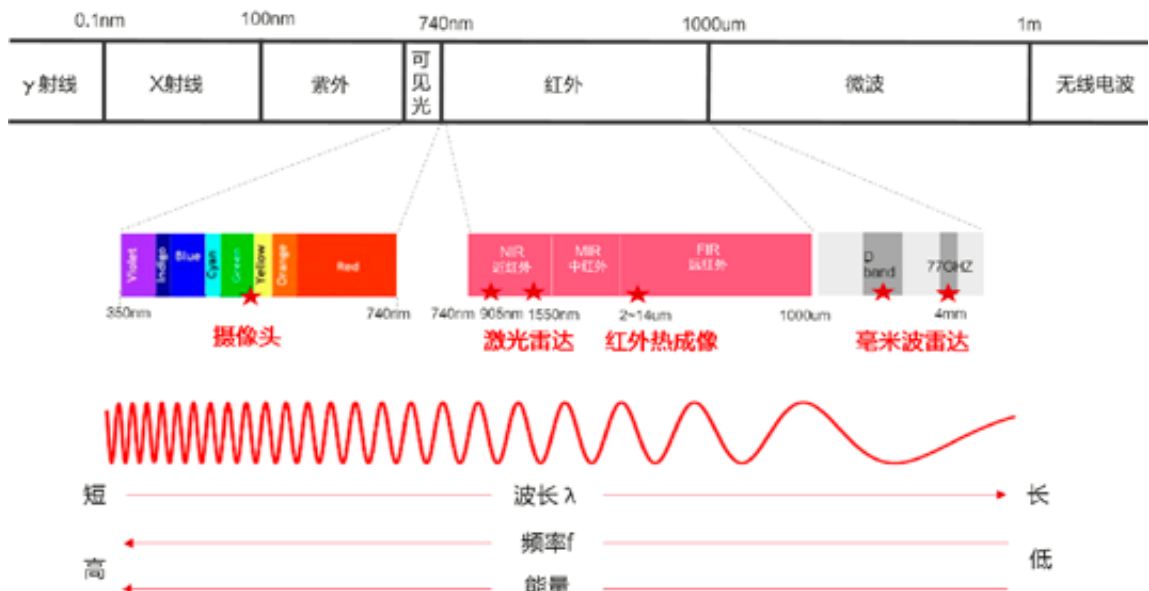 0.1nm 100nm 740nm 1000um 1m
γ射线 X射线 紫外 可见光 红外 微波 无线电波
Violet Indigo Blue Cyan Green Yellow Orange Red
NIR 近红外 MIR 中红外 FIR 远红外
D band 77GHZ
350nm 740nm 740nm 905nm 1550nm 2~14um 1000um 4mm
摄像头 激光雷达 红外热成像 毫米波雷达
短 波长 λ 长
频率f
高 低
能量